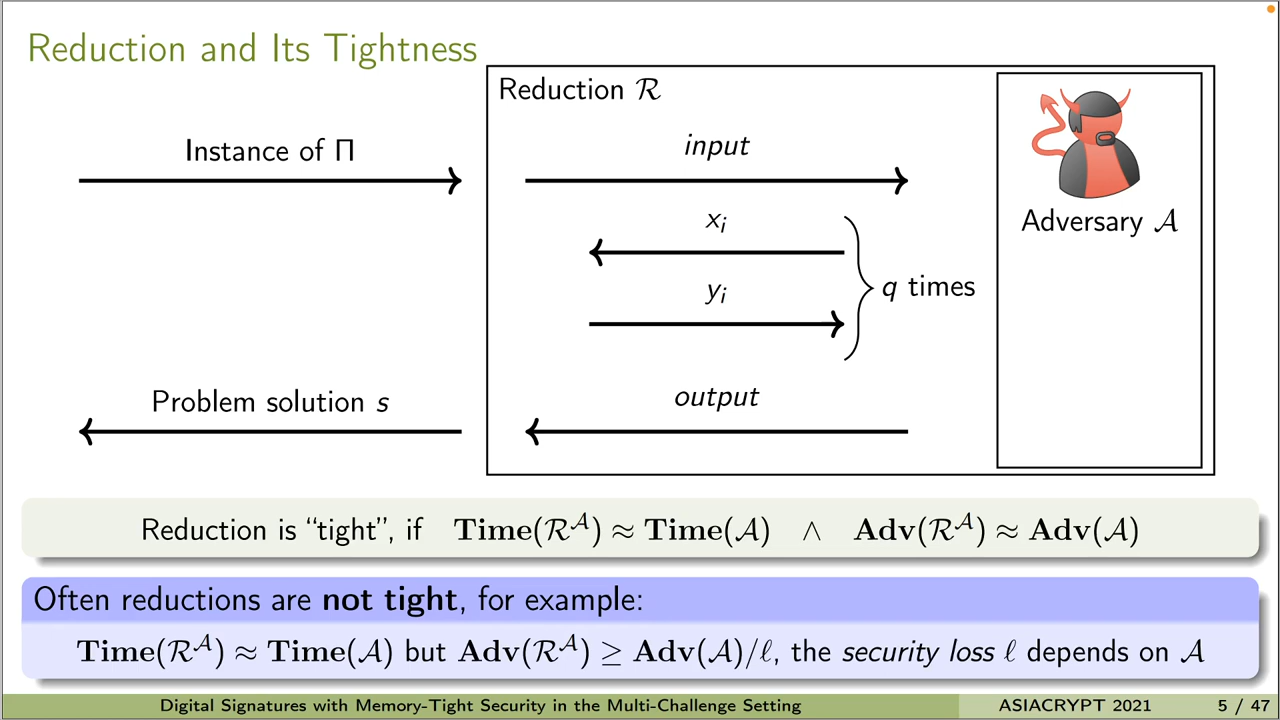 Reduction and Its Tightness
Reduction ℛ
Instance of Π
input
x_i
Adversary 𝒜
y_i
q times
Problem solution s
output
Reduction is “tight”, if Time(ℛ^𝒜) ≈ Time(𝒜) ∧ Adv(ℛ^𝒜) ≈ Adv(𝒜)
Often reductions are not tight, for example:
Time(ℛ^𝒜) ≈ Time(𝒜) but Adv(ℛ^𝒜) ≥ Adv(𝒜)/ℓ, the security loss ℓ depends on 𝒜
Digital Signatures with Memory-Tight Security in the Multi-Challenge Setting ASIACRYPT 2021 5 / 47